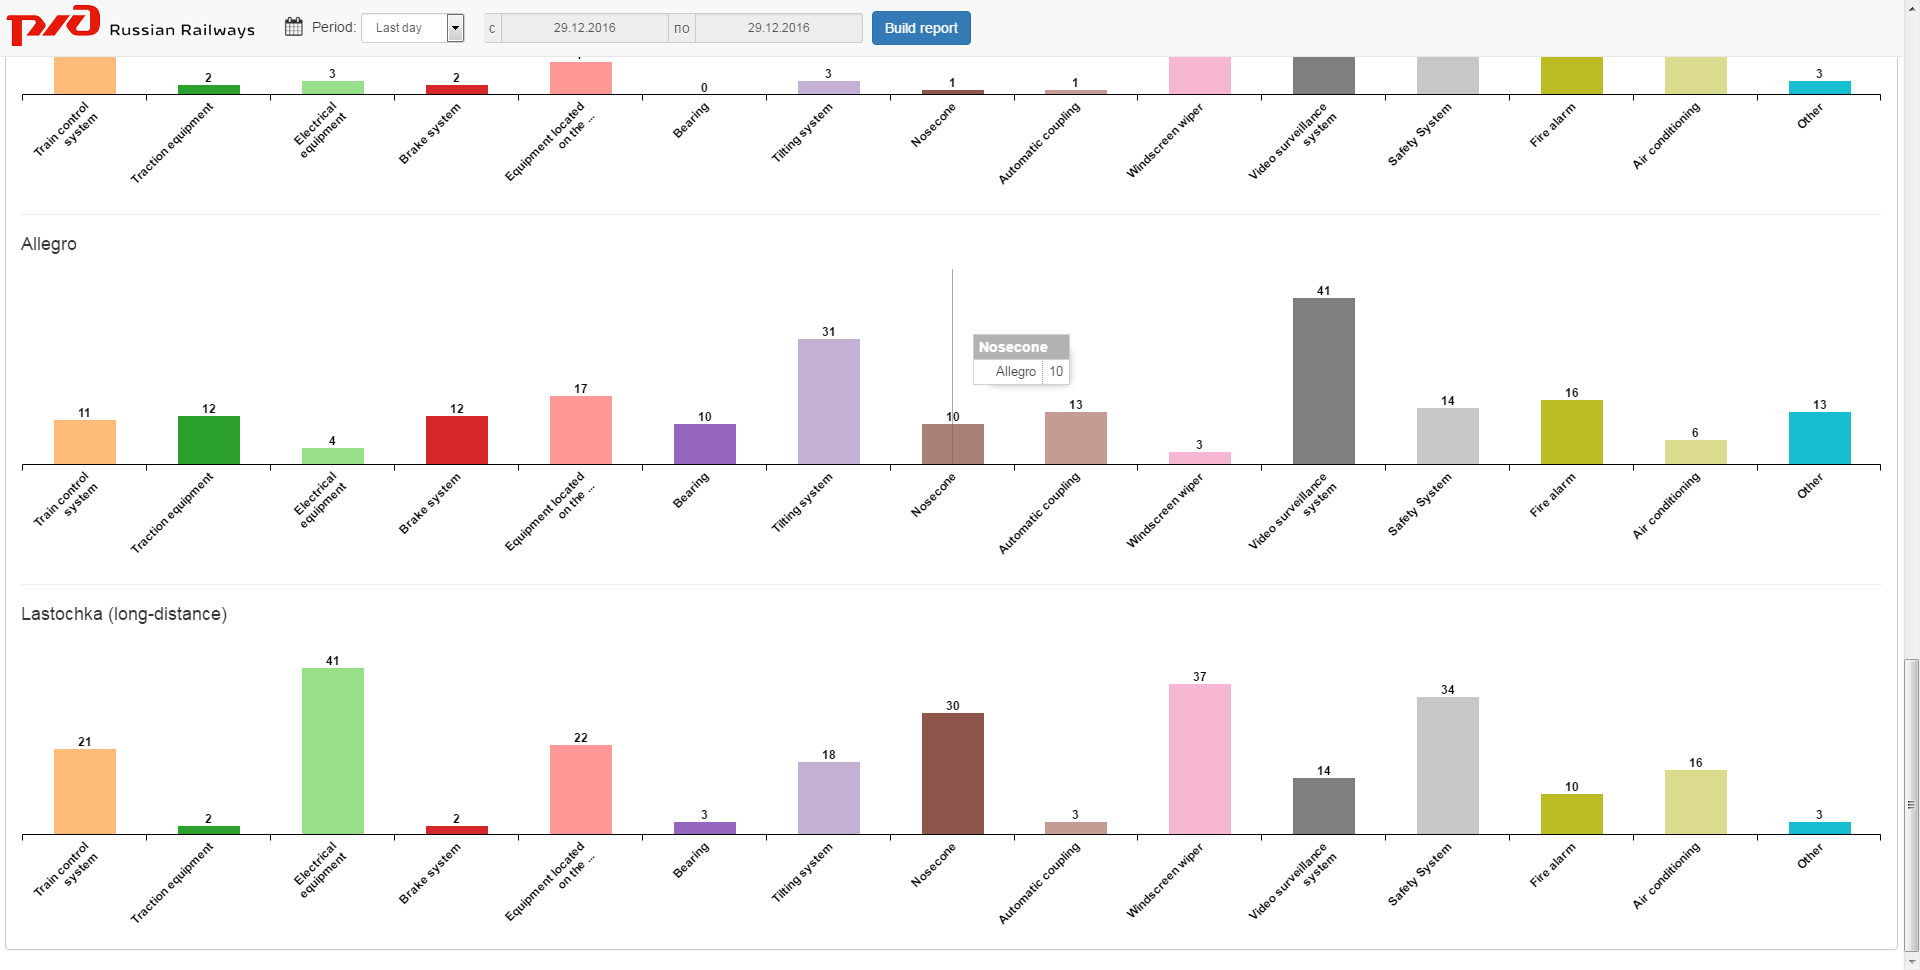 РЖД Russian Railways Period: Last day с 29.12.2016 по 29.12.2016 Build report
2 3 2 0 3 1 1 3
Train control
system
Traction equipment
Electrical
equipment
Brake system
Equipment located
on the ...
Bearing
Tilting system
Nosecone
Automatic coupling
Windscreen wiper
Video surveillance
system
Safety System
Fire alarm
Air conditioning
Other
Allegro
11 12 4 12 17 10 31 10 13 3 41 14 16 6 13
Nosecone
Allegro 10
Train control
system
Traction equipment
Electrical
equipment
Brake system
Equipment located
on the ...
Bearing
Tilting system
Nosecone
Automatic coupling
Windscreen wiper
Video surveillance
system
Safety System
Fire alarm
Air conditioning
Other
Lastochka (long-distance)
21 2 41 2 22 3 18 30 3 37 14 34 10 16 3
Train control
system
Traction equipment
Electrical
equipment
Brake system
Equipment located
on the ...
Bearing
Tilting system
Nosecone
Automatic coupling
Windscreen wiper
Video surveillance
system
Safety System
Fire alarm
Air conditioning
Other